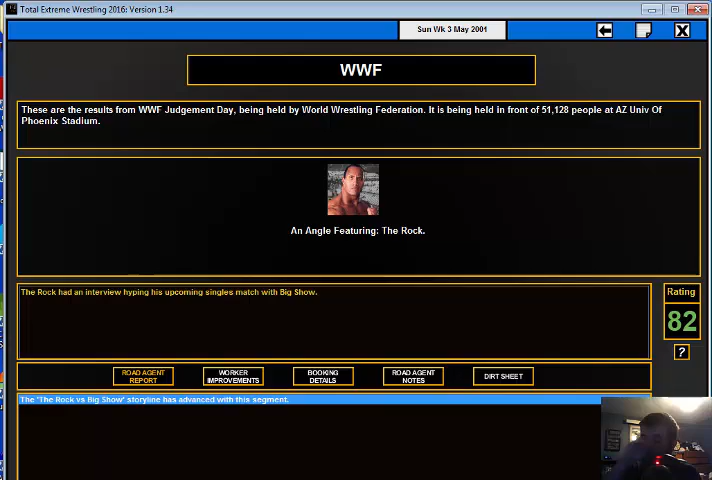 Total Extreme Wrestling 2016: Version 1.34
Sun Wk 3 May 2001
WWF
These are the results from WWF Judgement Day, being held by World Wrestling Federation. It is being held in front of 51,128 people at AZ Univ Of
Phoenix Stadium.
An Angle Featuring: The Rock.
The Rock had an interview hyping his upcoming singles match with Big Show.
Rating
82
?
ROAD AGENT
REPORT
WORKER
IMPROVEMENTS
BOOKING
DETAILS
ROAD AGENT
NOTES
DIRT SHEET
The 'The Rock vs Big Show' storyline has advanced with this segment.